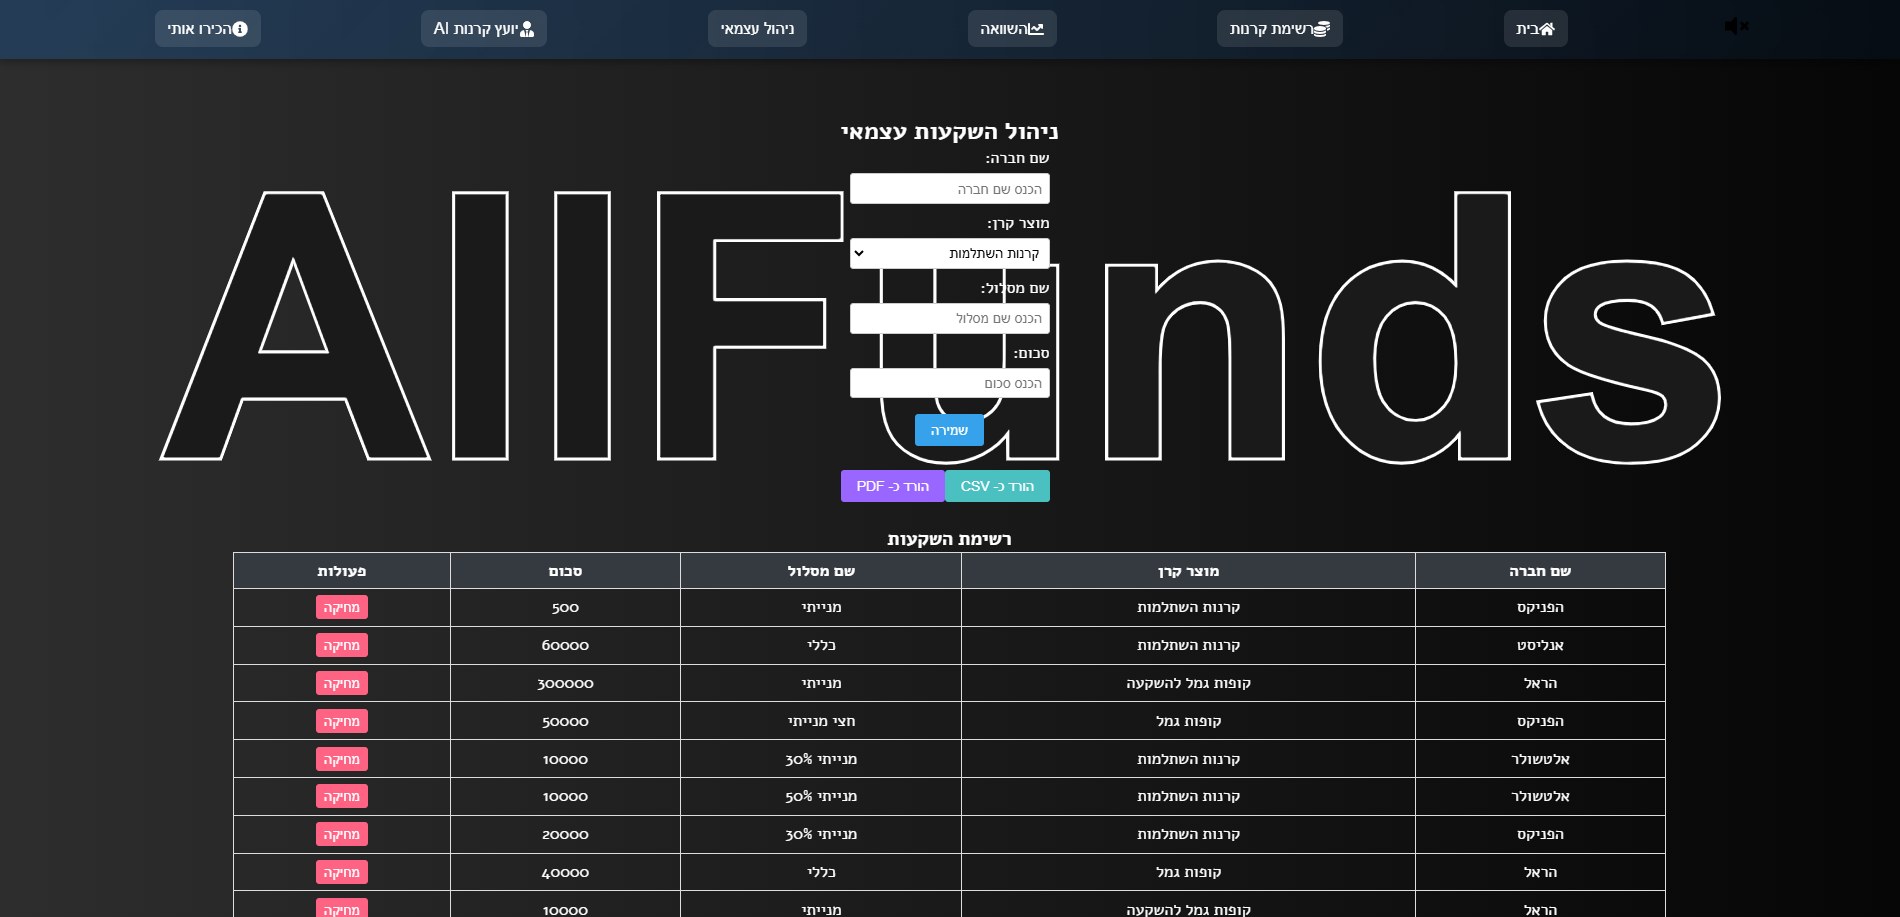 בית
רשימת קרנות
השוואה
ניהול עצמאי
יועץ קרנות AI
הכירו אותי
AllFunds
ניהול השקעות עצמאי
שם חברה:
הכנס שם חברה
מוצר קרן:
קרנות השתלמות
שם מסלול:
הכנס שם מסלול
סכום:
הכנס סכום
שמירה
הורד כ- CSV
הורד כ- PDF
רשימת השקעות
שם חברה מוצר קרן שם מסלול סכום פעולות
הפניקס קרנות השתלמות מנייתי 500 מחיקה
אנליסט קרנות השתלמות כללי 60000 מחיקה
הראל קופות גמל להשקעה מנייתי 300000 מחיקה
הפניקס קופות גמל חצי מנייתי 50000 מחיקה
אלטשולר קרנות השתלמות מנייתי 30% 10000 מחיקה
אלטשולר קרנות השתלמות מנייתי 50% 10000 מחיקה
הפניקס קרנות השתלמות מנייתי 30% 20000 מחיקה
הראל קופות גמל כללי 40000 מחיקה
הראל קופות גמל להשקעה מנייתי 10000 מחיקה